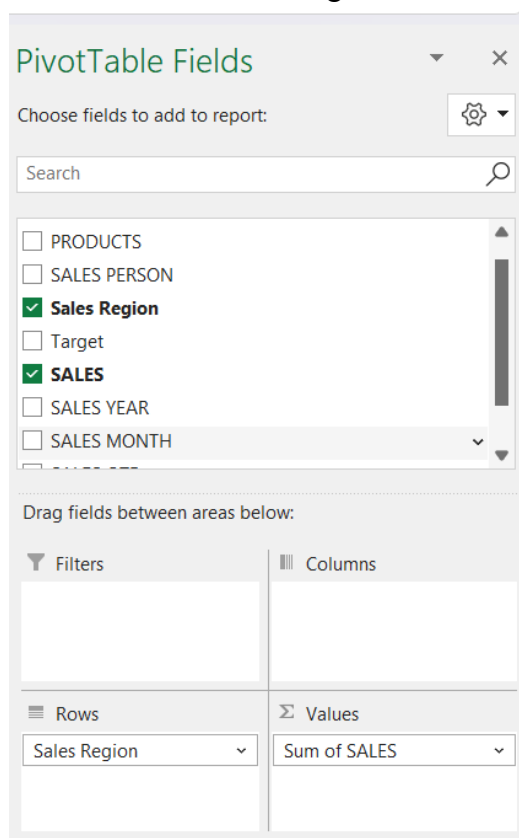 PivotTable Fields
Choose fields to add to report:
Search
PRODUCTS
SALES PERSON
Sales Region
Target
SALES
SALES YEAR
SALES MONTH
Drag fields between areas below:
Filters
Columns
Rows
Σ Values
Sales Region
Sum of SALES